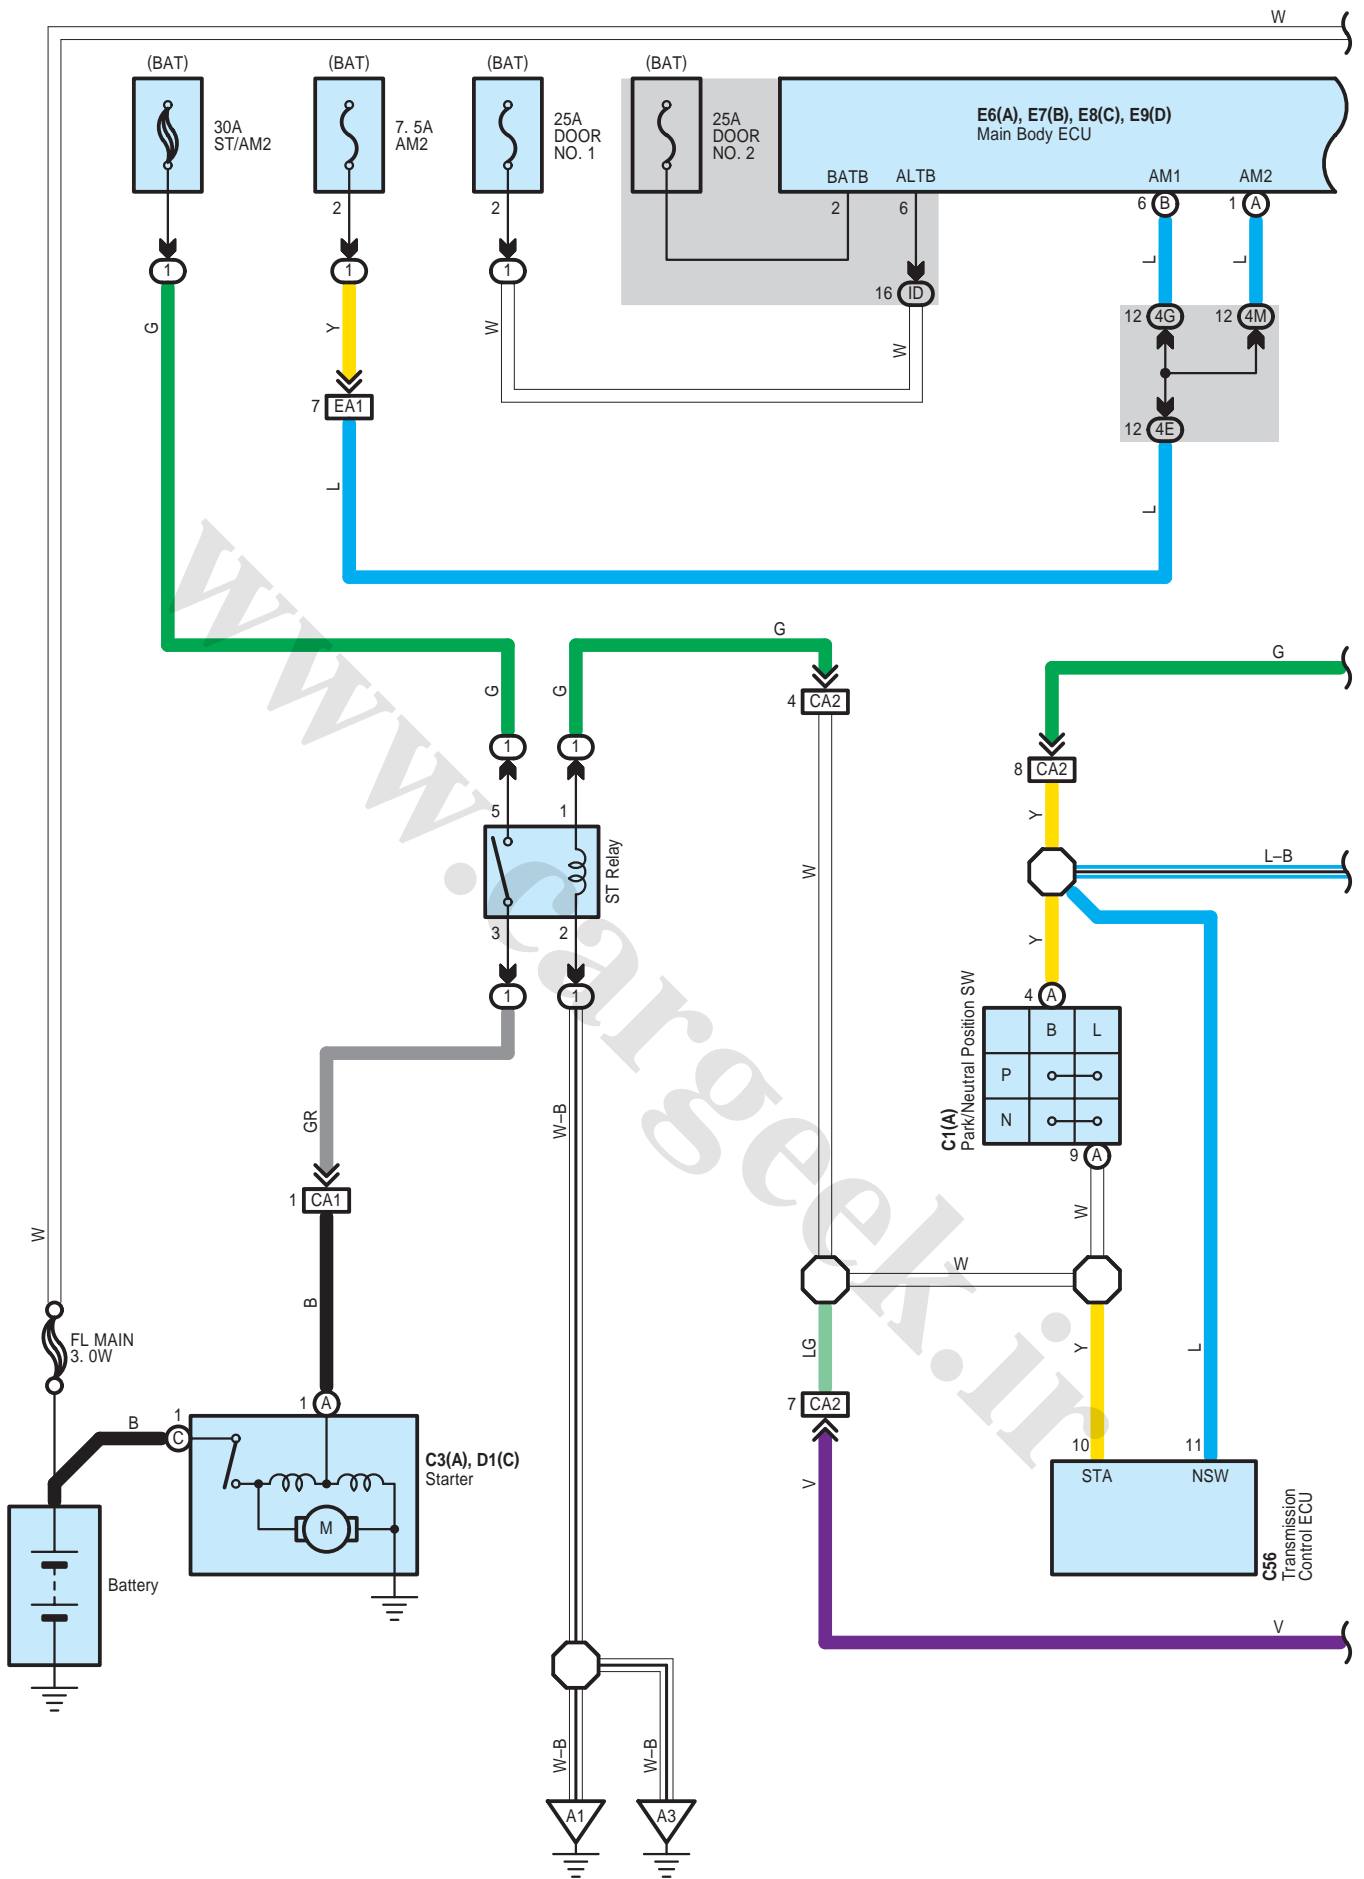 W
(BAT)
(BAT)
(BAT)
(BAT)
30A
ST/AM2
7. 5A
AM2
25A
DOOR
NO. 1
25A
DOOR
NO. 2
E6(A), E7(B), E8(C), E9(D)
Main Body ECU
BATB
ALTB
AM1
AM2
2
2
2
6
6
B
1
A
1
1
1
16
ID
L
L
12
4G
12
4M
G
Y
W
W
7
EA1
12
4E
L
L
G
G
G
G
4
CA2
1
1
8
CA2
5
1
Y
ST Relay
W
L–B
3
2
Y
1
1
4
A
C1(A)
Park/Neutral Position SW
B
L
P
N
GR
W–B
9
A
1
CA1
W
W
W
B
FL MAIN
3. 0W
LG
Y
L
1
A
7
CA2
B
1
C
C3(A), D1(C)
Starter
10
11
STA
NSW
V
M
C56
Transmission
Control ECU
Battery
V
W–B
W–B
A1
A3
www.cargeek.ir